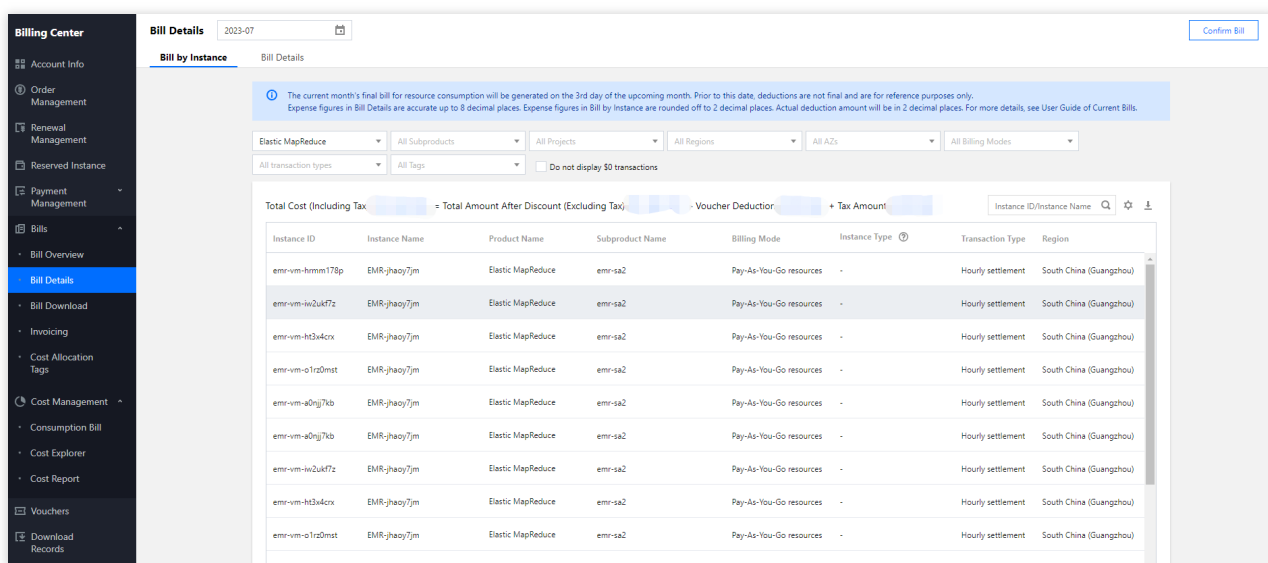 Billing Center
Account Info
Order
Management
Renewal
Management
Reserved Instance
Payment
Management
Bills
Bill Overview
Bill Details
Bill Download
Invoicing
Cost Allocation
Tags
Cost Management
Consumption Bill
Cost Explorer
Cost Report
Vouchers
Download
Records
Bill Details 2023-07 Confirm Bill
Bill by Instance Bill Details
The current month's final bill for resource consumption will be generated on the 3rd day of the upcoming month. Prior to this date, deductions are not final and are for reference purposes only.
Expense figures in Bill Details are accurate up to 8 decimal places. Expense figures in Bill by Instance are rounded off to 2 decimal places. Actual deduction amount will be in 2 decimal places. For more details, see User Guide of Current Bills.
Elastic MapReduce All Subproducts All Projects All Regions All AZs All Billing Modes
All transaction types All Tags Do not display $0 transactions
Total Cost (Including Tax = Total Amount After Discount (Excluding Tax) - Voucher Deduction + Tax Amount Instance ID/Instance Name
Instance ID Instance Name Product Name Subproduct Name Billing Mode Instance Type Transaction Type Region
emr-vm-hrmm178p EMR-jhaoy7jm Elastic MapReduce emr-sa2 Pay-As-You-Go resources - Hourly settlement South China (Guangzhou)
emr-vm-iw2ukf7z EMR-jhaoy7jm Elastic MapReduce emr-sa2 Pay-As-You-Go resources - Hourly settlement South China (Guangzhou)
emr-vm-ht3x4crx EMR-jhaoy7jm Elastic MapReduce emr-sa2 Pay-As-You-Go resources - Hourly settlement South China (Guangzhou)
emr-vm-o1rz0mst EMR-jhaoy7jm Elastic MapReduce emr-sa2 Pay-As-You-Go resources - Hourly settlement South China (Guangzhou)
emr-vm-a0njj7kb EMR-jhaoy7jm Elastic MapReduce emr-sa2 Pay-As-You-Go resources - Hourly settlement South China (Guangzhou)
emr-vm-a0njj7kb EMR-jhaoy7jm Elastic MapReduce emr-sa2 Pay-As-You-Go resources - Hourly settlement South China (Guangzhou)
emr-vm-iw2ukf7z EMR-jhaoy7jm Elastic MapReduce emr-sa2 Pay-As-You-Go resources - Hourly settlement South China (Guangzhou)
emr-vm-ht3x4crx EMR-jhaoy7jm Elastic MapReduce emr-sa2 Pay-As-You-Go resources - Hourly settlement South China (Guangzhou)
emr-vm-o1rz0mst EMR-jhaoy7jm Elastic MapReduce emr-sa2 Pay-As-You-Go resources - Hourly settlement South China (Guangzhou)